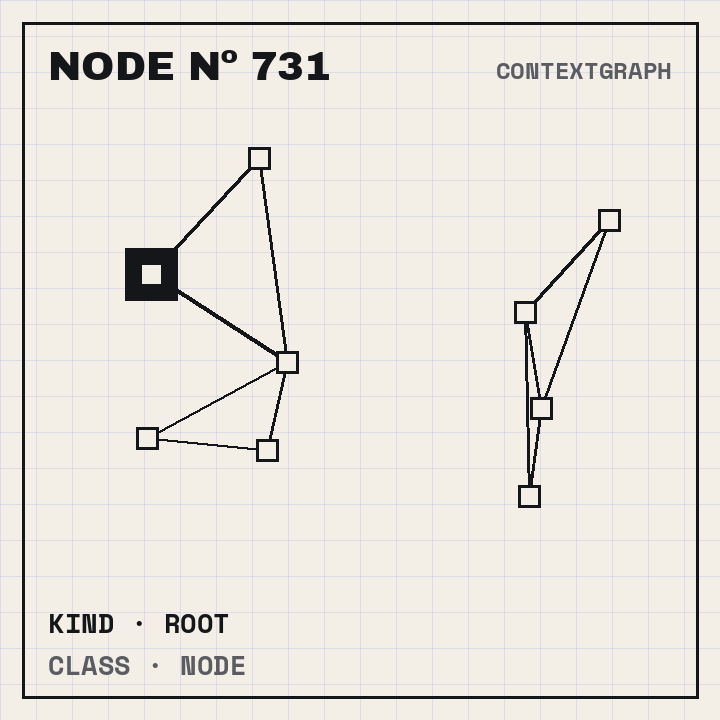 NODE Nº 731
CONTEXTGRAPH
KIND · ROOT
CLASS · NODE